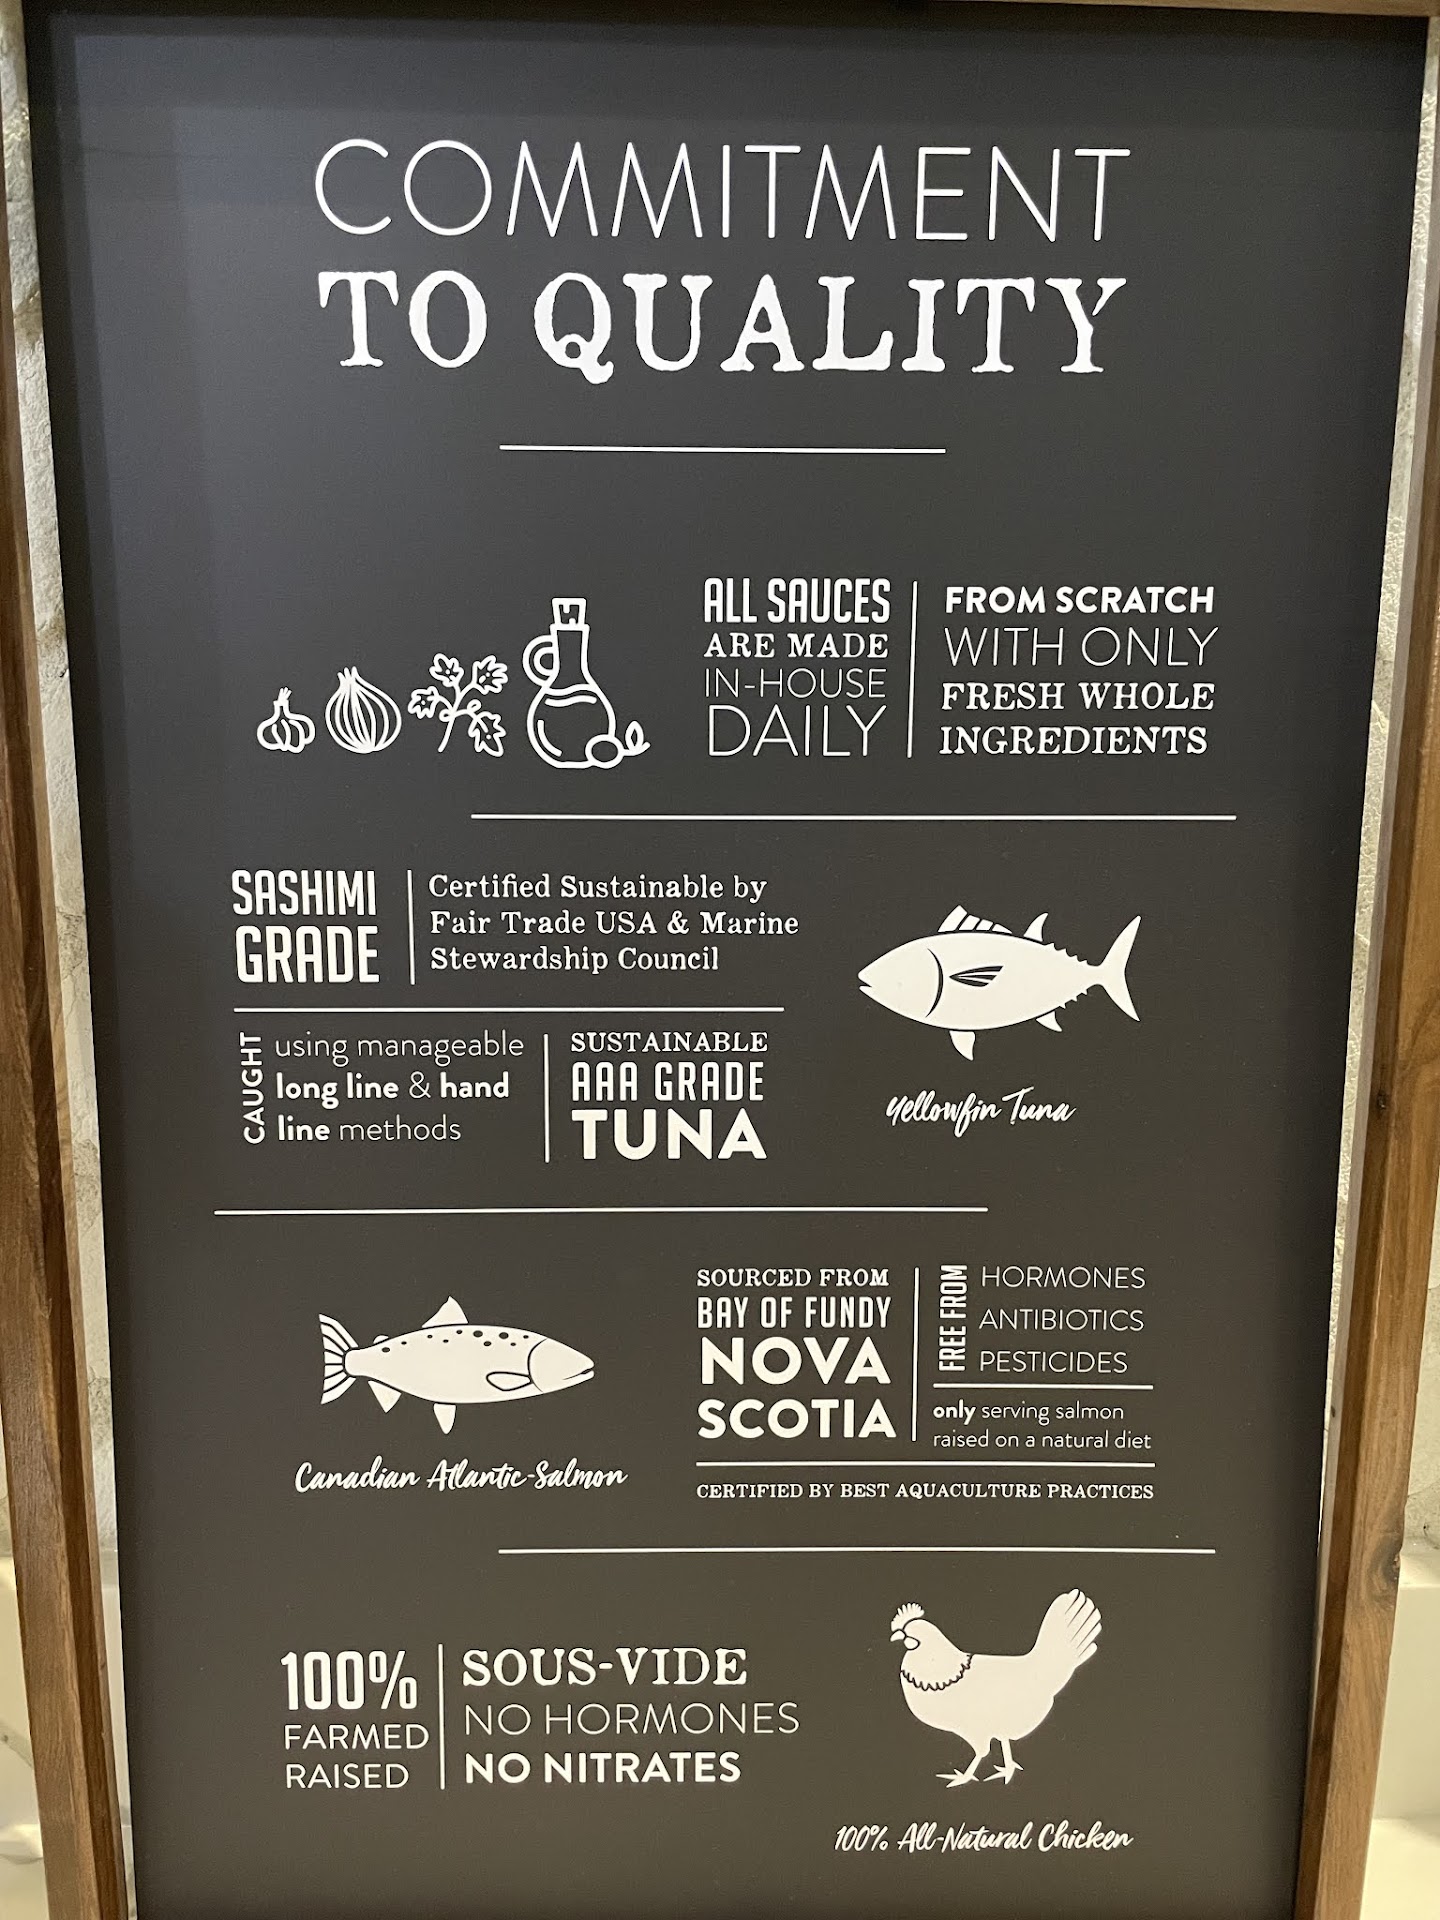 COMMITMENT
TO QUALITY
ALL SAUCES
ARE MADE
IN-HOUSE
DAILY
FROM SCRATCH
WITH ONLY
FRESH WHOLE
INGREDIENTS
SASHIMI
GRADE
Certified Sustainable by
Fair Trade USA & Marine
Stewardship Council
CAUGHT
using manageable
long line & hand
line methods
SUSTAINABLE
AAA GRADE
TUNA
Yellowfin Tuna
Canadian Atlantic-Salmon
SOURCED FROM
BAY OF FUNDY
NOVA
SCOTIA
FREE FROM
HORMONES
ANTIBIOTICS
PESTICIDES
only serving salmon
raised on a natural diet
CERTIFIED BY BEST AQUACULTURE PRACTICES
100%
FARMED
RAISED
SOUS-VIDE
NO HORMONES
NO NITRATES
100% All-Natural Chicken